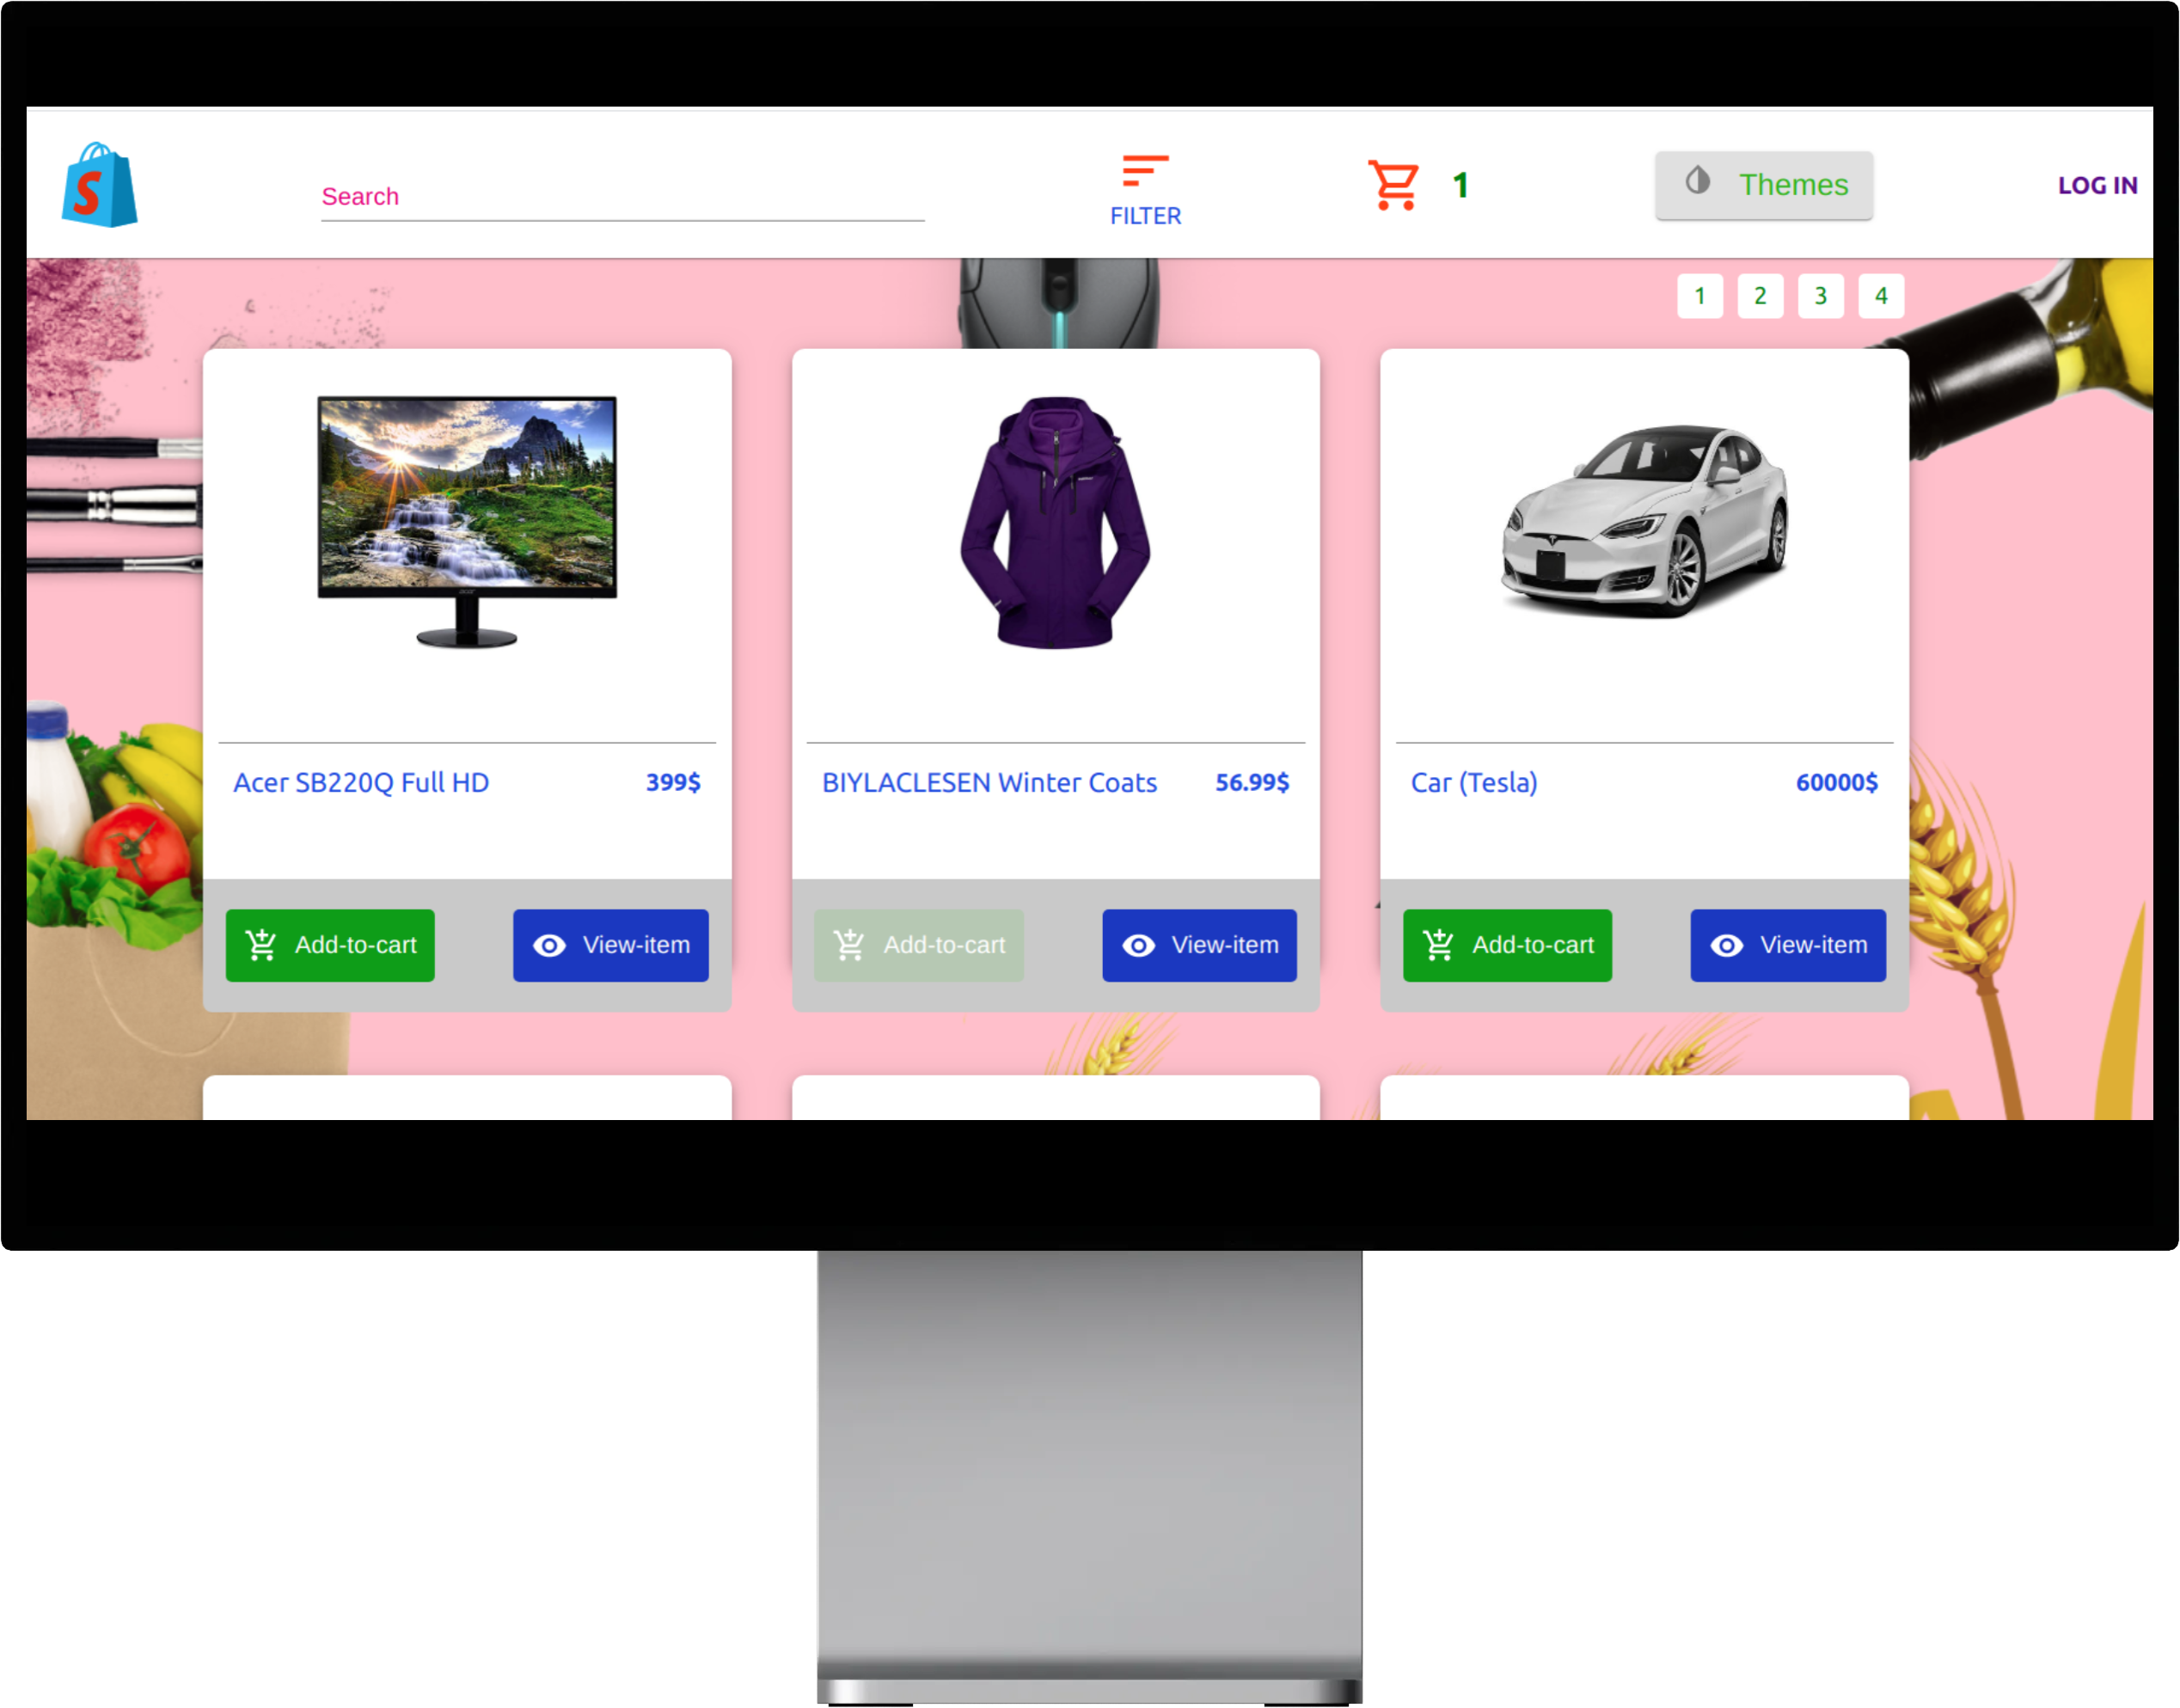 S
Search
FILTER
1
Themes
LOG IN
1 2 3 4
acer
Acer SB220Q Full HD 399$
BIYLACLESEN Winter Coats 56.99$
Car (Tesla) 60000$
Add-to-cart View-item
Add-to-cart View-item
Add-to-cart View-item